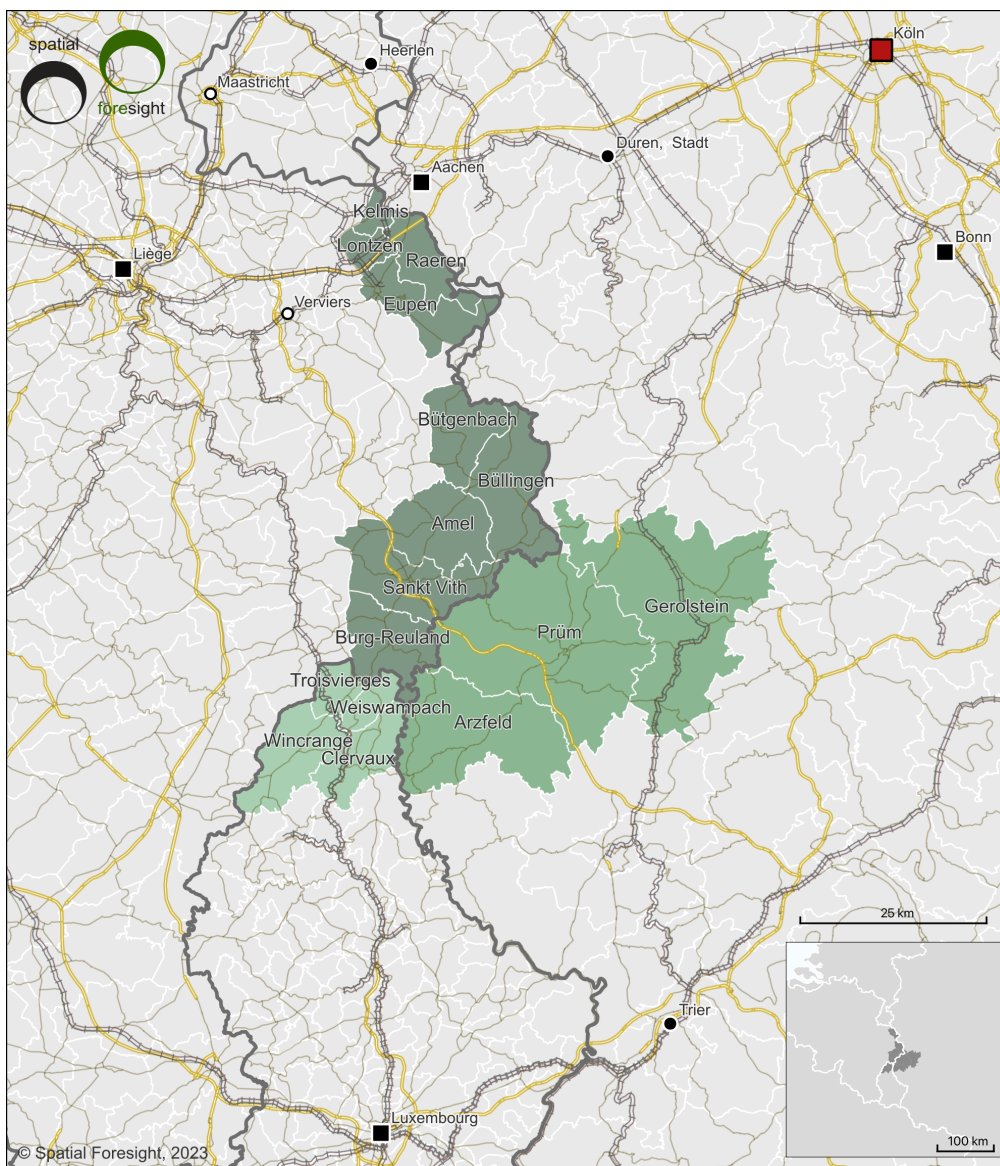 spatial
foresight
Heerlen
Köln
Maastricht
Düren, Stadt
Aachen
Kelmis
Lontzen
Raeren
Liège
Bonn
Verviers
Eupen
Bütgenbach
Büllingen
Amel
Sankt Vith
Gerolstein
Prüm
Burg-Reuland
Troisvierges
Weiswampach
Arzfeld
Wincrange
Clervaux
25 km
Trier
Luxembourg
© Spatial Foresight, 2023
100 km